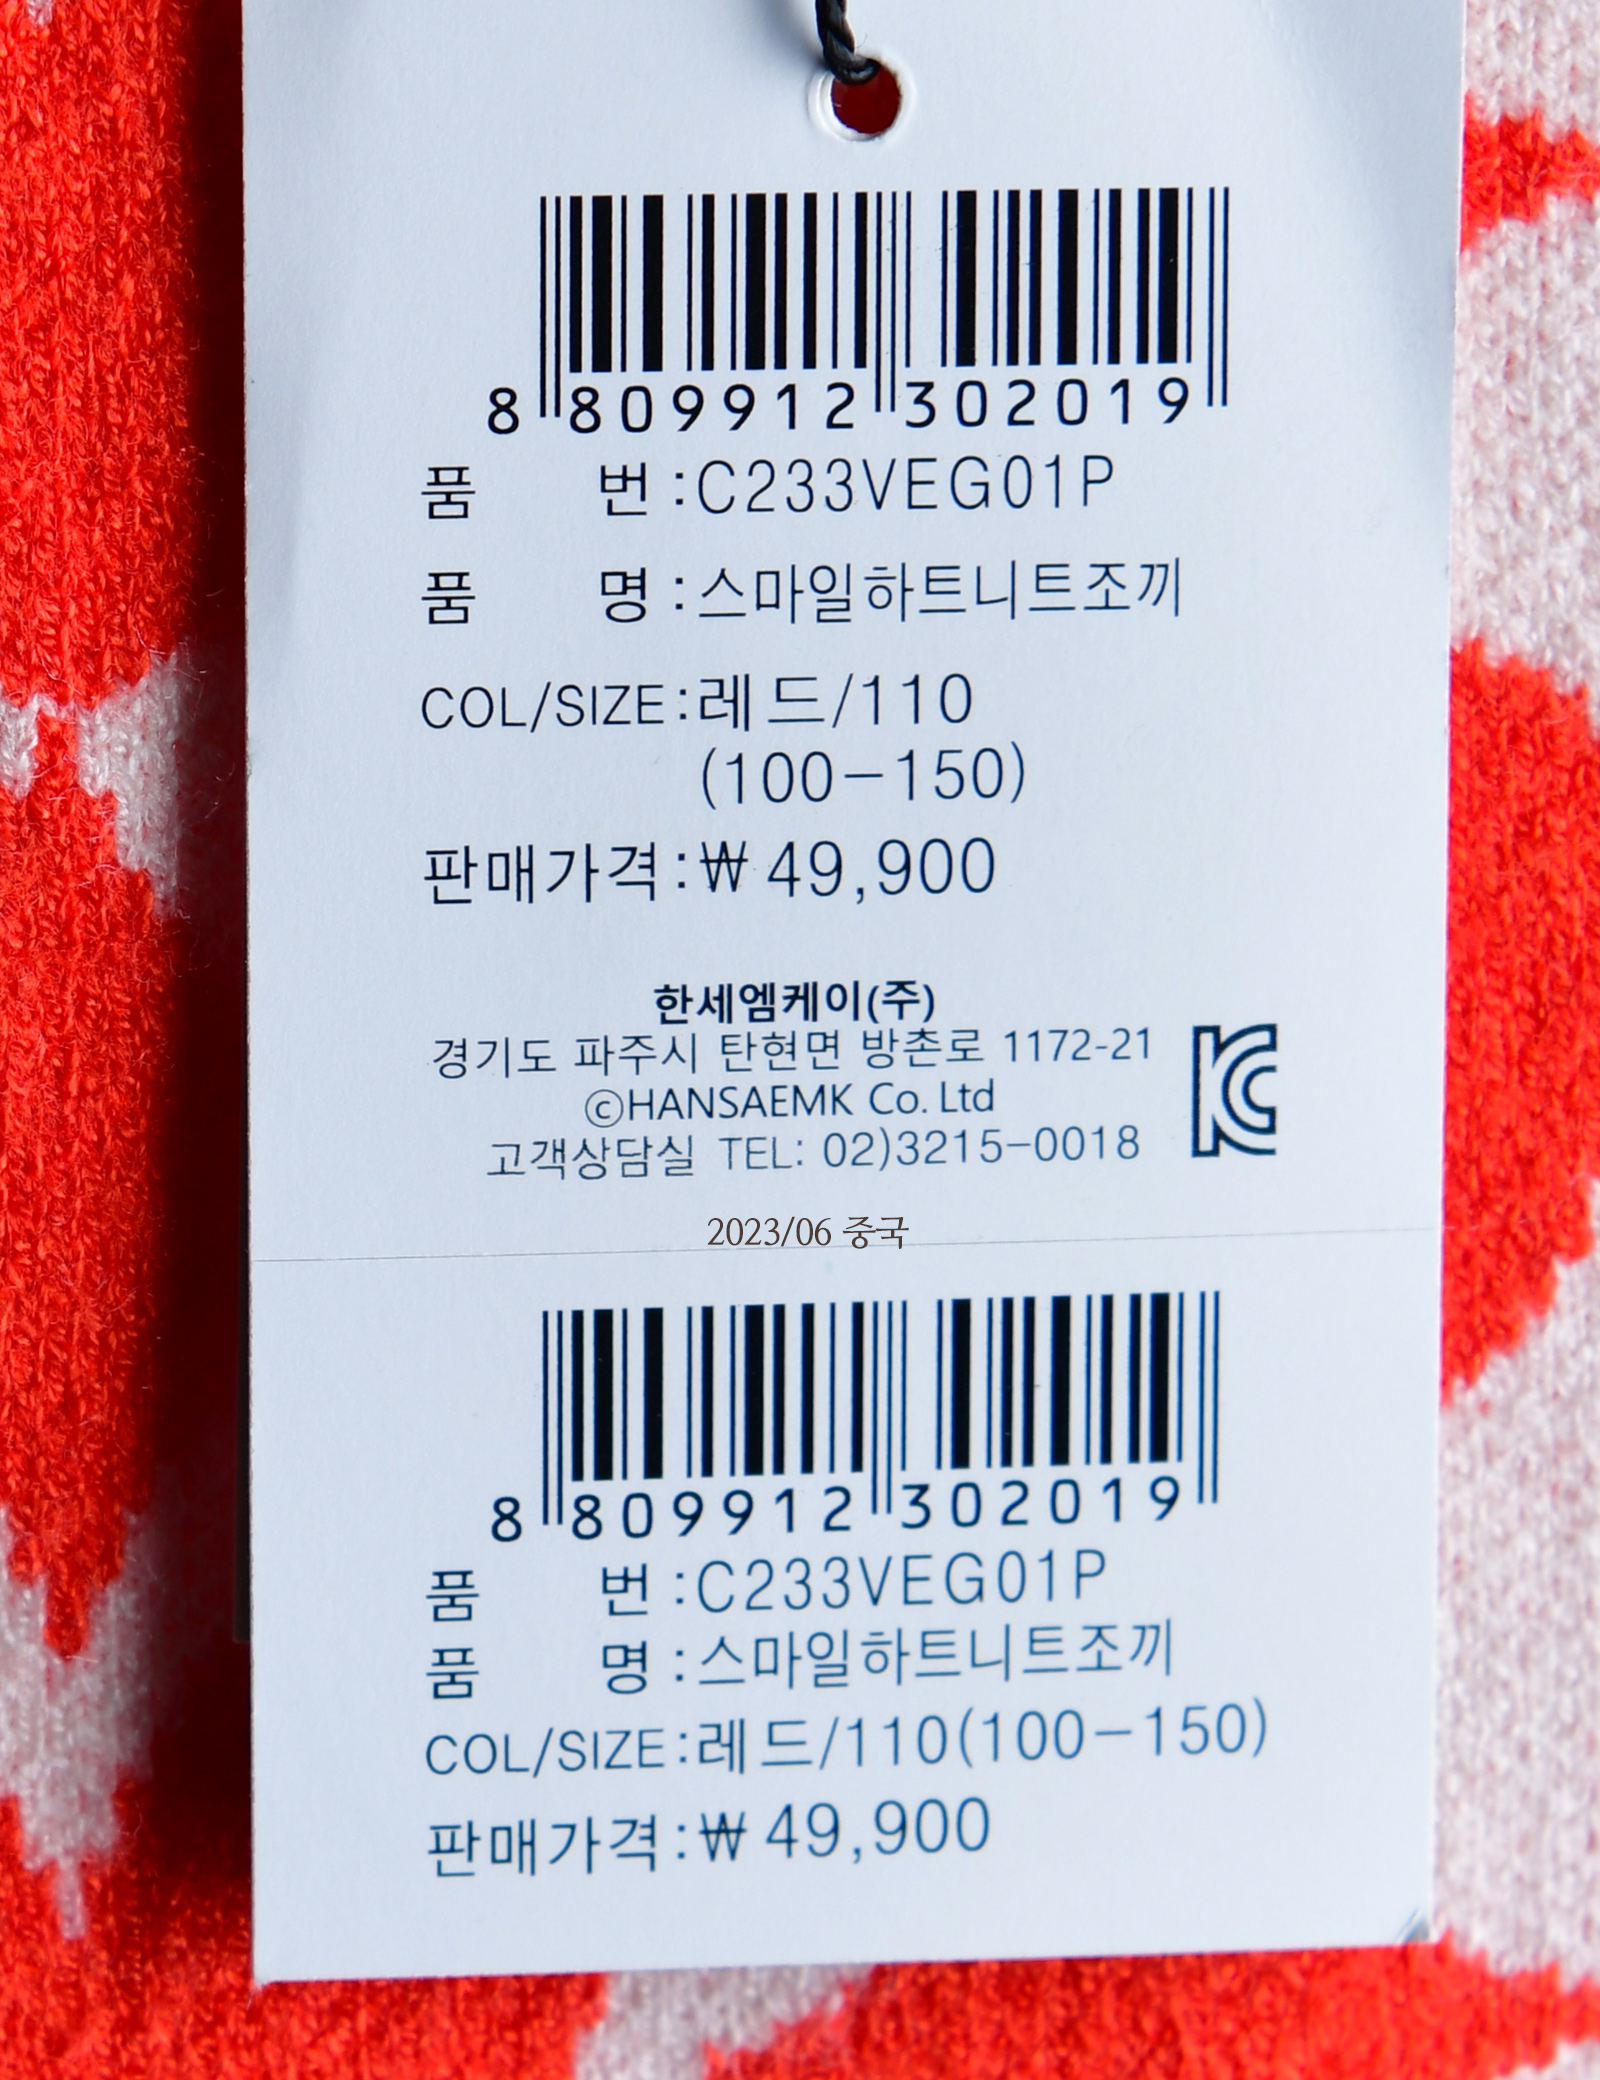 8 809912 302019
품 번 : C233VEG01P
품 명 : 스마일하트니트조끼
COL/SIZE : 레드/110
(100-150)
판매가격 : ₩ 49,900
한세엠케이(주)
경기도 파주시 탄현면 방촌로 1172-21
ⓒHANSAEMK Co. Ltd
고객상담실 TEL: 02)3215-0018
KC
2023/06 중국
8 809912 302019
품 번 : C233VEG01P
품 명 : 스마일하트니트조끼
COL/SIZE : 레드/110(100-150)
판매가격 : ₩ 49,900